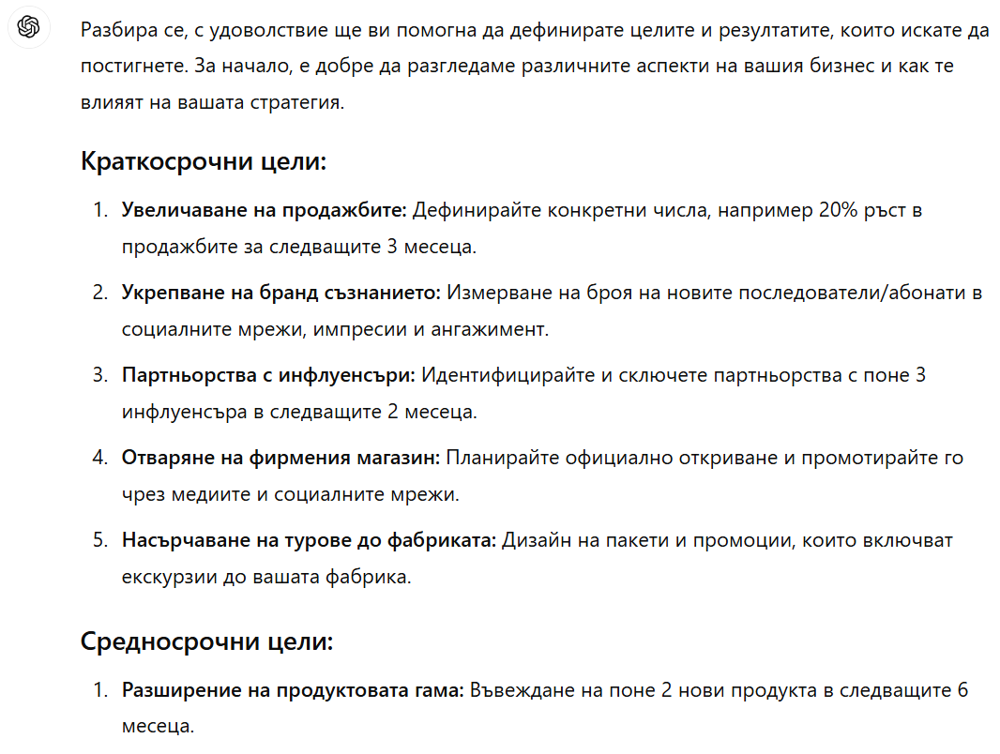 Разбира се, с удоволствие ще ви помогна да дефинирате целите и резултатите, които искате да
постигнете. За начало, е добре да разгледаме различните аспекти на вашия бизнес и как те
влияят на вашата стратегия.
Краткосрочни цели:
1. Увеличаване на продажбите: Дефинирайте конкретни числа, например 20% ръст в
продажбите за следващите 3 месеца.
2. Укрепване на бранд съзнанието: Измерване на броя на новите последователи/абонати в
социалните мрежи, импресии и ангажимент.
3. Партньорства с инфлуенсъри: Идентифицирайте и сключете партньорства с поне 3
инфлуенсъра в следващите 2 месеца.
4. Отваряне на фирмения магазин: Планирайте официално откриване и промотирайте го
чрез медиите и социалните мрежи.
5. Насърчаване на турове до фабриката: Дизайн на пакети и промоции, които включват
екскурзии до вашата фабрика.
Средносрочни цели:
1. Разширение на продуктовата гама: Въвеждане на поне 2 нови продукта в следващите 6
месеца.